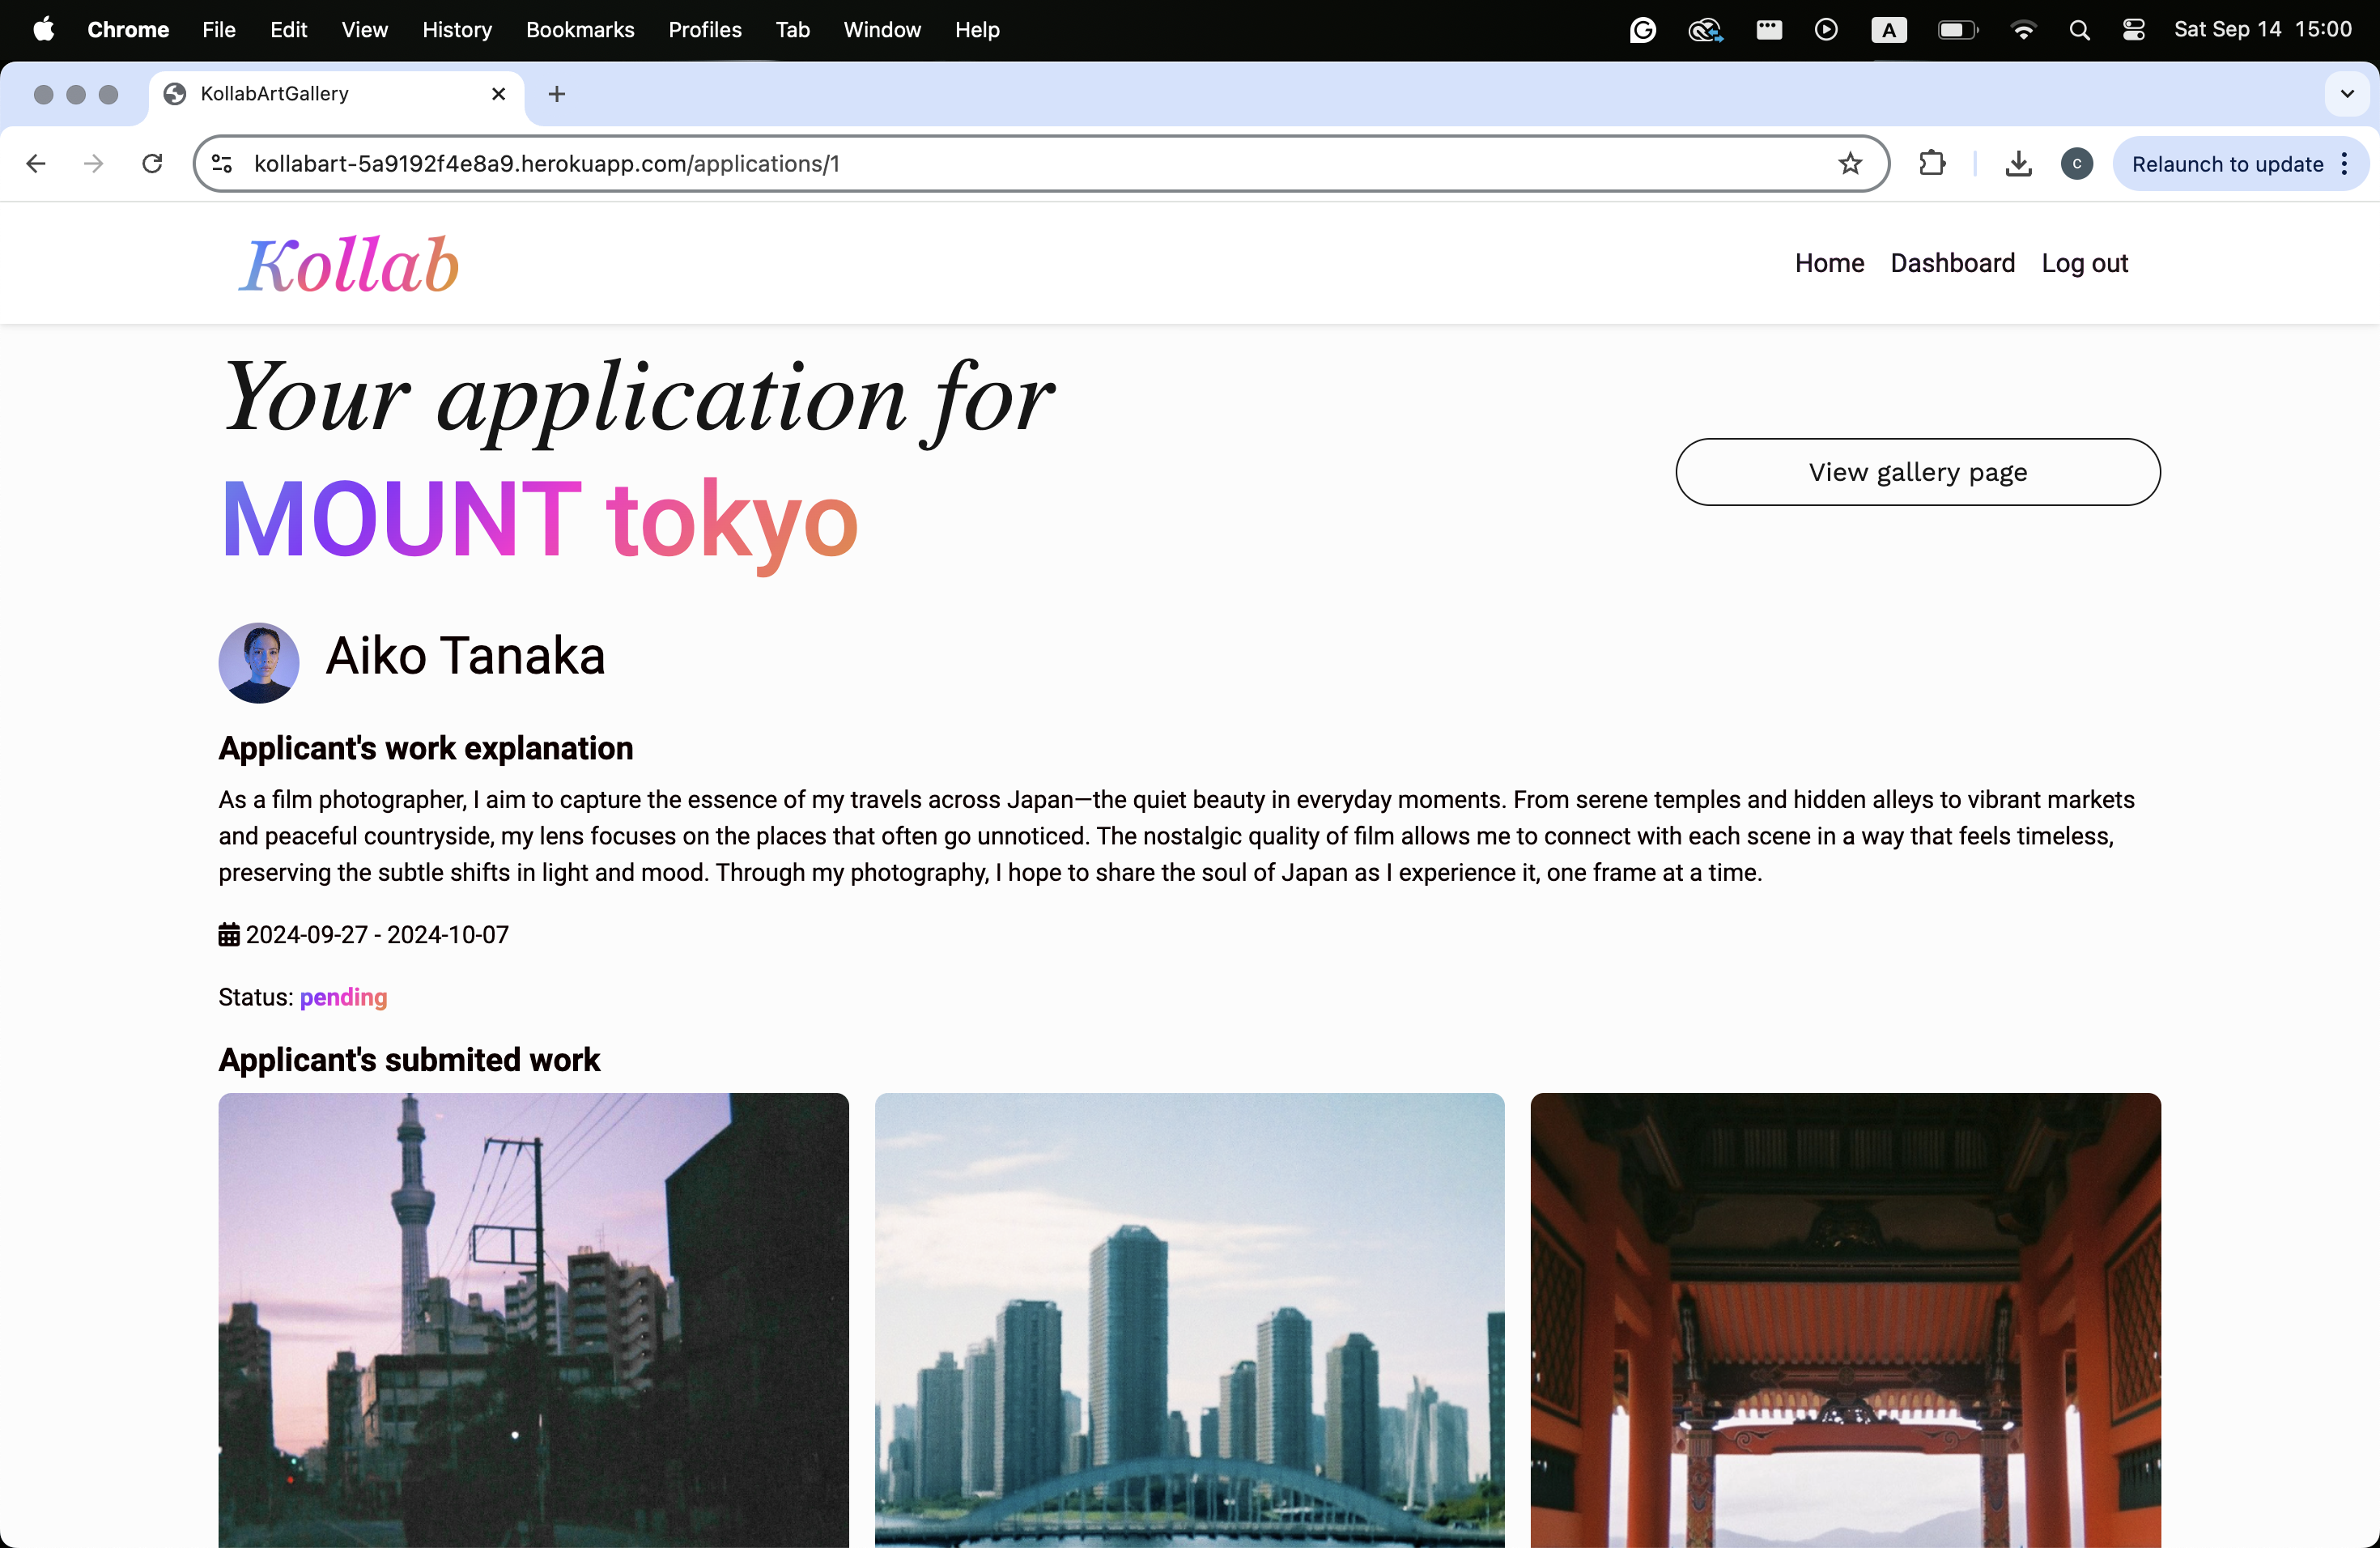 Chrome File Edit View History Bookmarks Profiles Tab Window Help A Sat Sep 14 15:00
KollabArtGallery
kollabart-5a9192f4e8a9.herokuapp.com/applications/1 c Relaunch to update
Kollab Home Dashboard Log out
Your application for
MOUNT tokyo
View gallery page
Aiko Tanaka
Applicant's work explanation
As a film photographer, I aim to capture the essence of my travels across Japan—the quiet beauty in everyday moments. From serene temples and hidden alleys to vibrant markets
and peaceful countryside, my lens focuses on the places that often go unnoticed. The nostalgic quality of film allows me to connect with each scene in a way that feels timeless,
preserving the subtle shifts in light and mood. Through my photography, I hope to share the soul of Japan as I experience it, one frame at a time.
2024-09-27 - 2024-10-07
Status: pending
Applicant's submited work